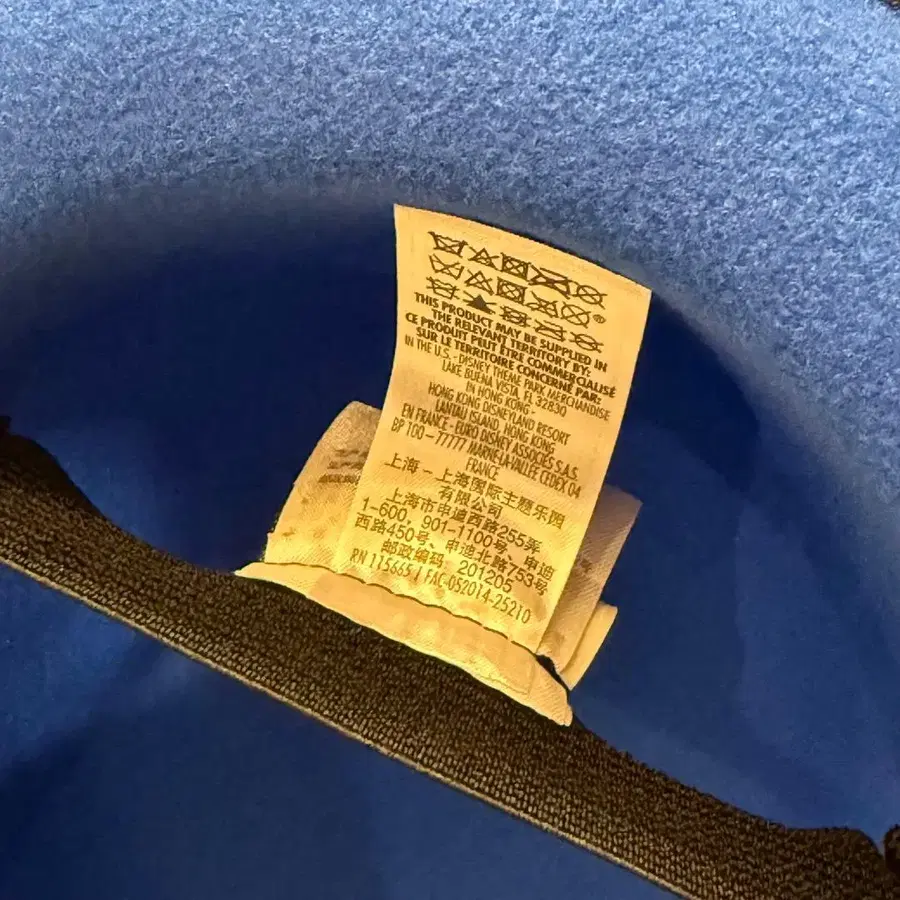 THIS PRODUCT MAY BE SUPPLIED IN
THE RELEVANT TERRITORY BY:
CE PRODUIT PEUT ÊTRE COMMERCIALISÉ
SUR LE TERRITOIRE CONCERNÉ PAR:
IN THE U.S. - DISNEY THEME PARK MERCHANDISE
LAKE BUENA VISTA, FL 32830
IN HONG KONG -
HONG KONG DISNEYLAND RESORT
LANTAU ISLAND, HONG KONG
EN FRANCE - EURO DISNEY ASSOCIES S.A.S.
BP 100 - 77777 MARNE-LA-VALLÉE CEDEX 04
FRANCE
上海 - 上海国际主题乐园
有限公司
上海市申迪西路255弄
1-600、901-1100号、申迪
西路450号、申迪北路753号
邮政编码：201205
RN 115665 / FAC-052014-25210